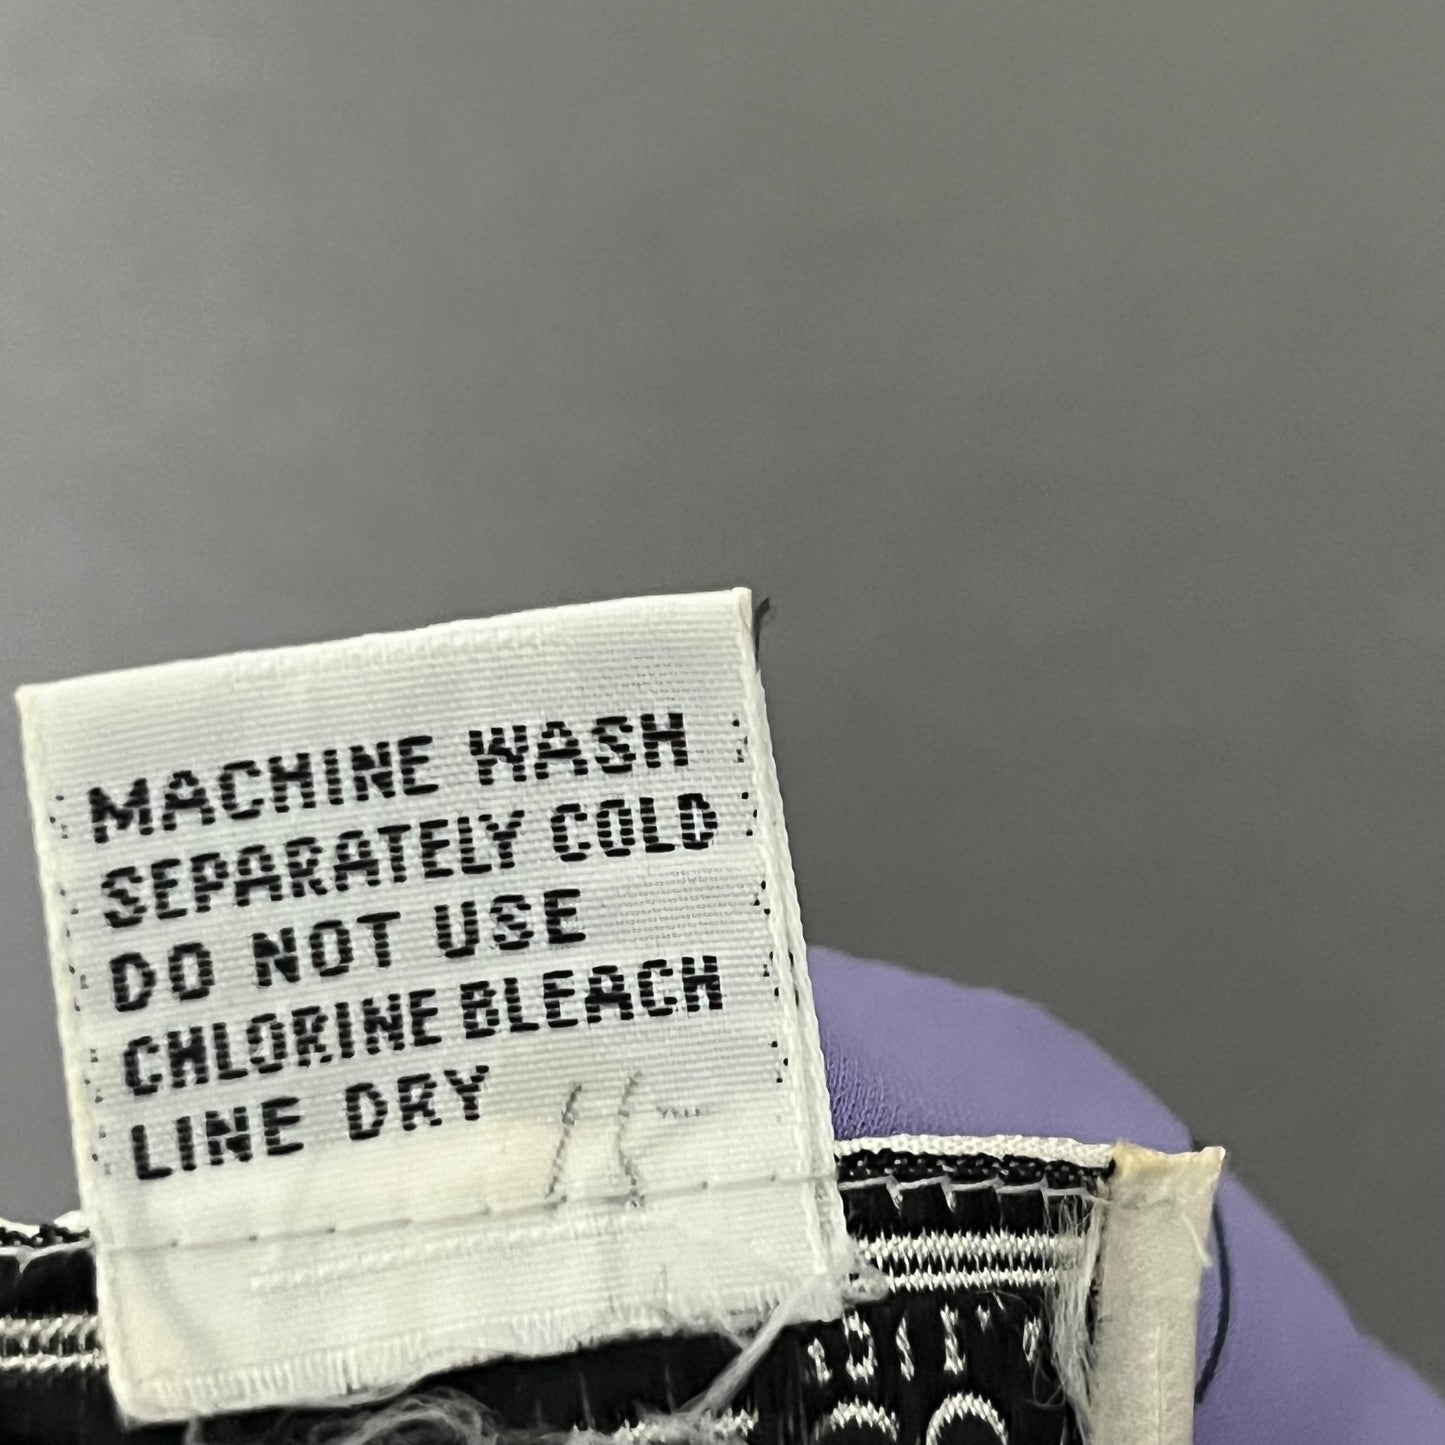 MACHINE WASH
SEPARATELY COLD
DO NOT USE
CHLORINE BLEACH
LINE DRY